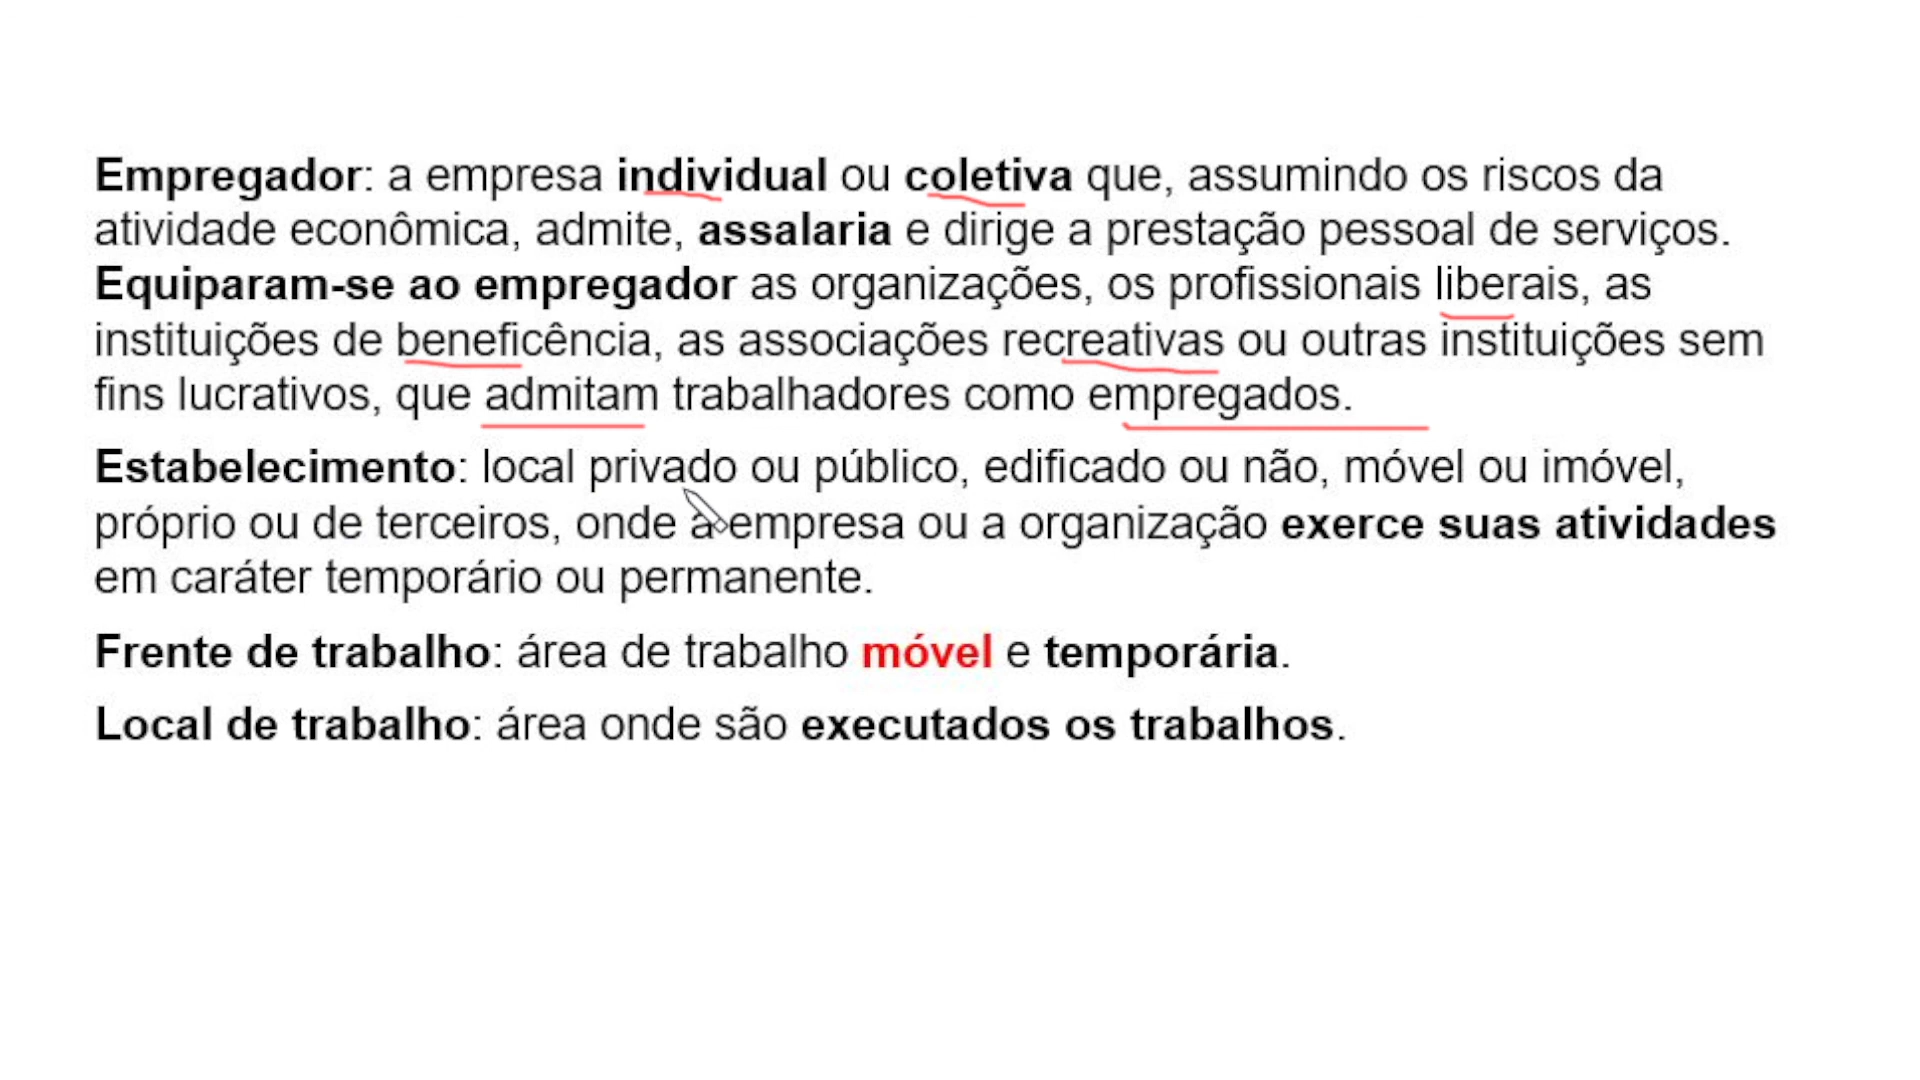 Empregador: a empresa individual ou coletiva que, assumindo os riscos da
atividade econômica, admite, assalaria e dirige a prestação pessoal de serviços.
Equiparam-se ao empregador as organizações, os profissionais liberais, as
instituições de beneficência, as associações recreativas ou outras instituições sem
fins lucrativos, que admitam trabalhadores como empregados.
Estabelecimento: local privado ou público, edificado ou não, móvel ou imóvel,
próprio ou de terceiros, onde a empresa ou a organização exerce suas atividades
em caráter temporário ou permanente.
Frente de trabalho: área de trabalho móvel e temporária.
Local de trabalho: área onde são executados os trabalhos.